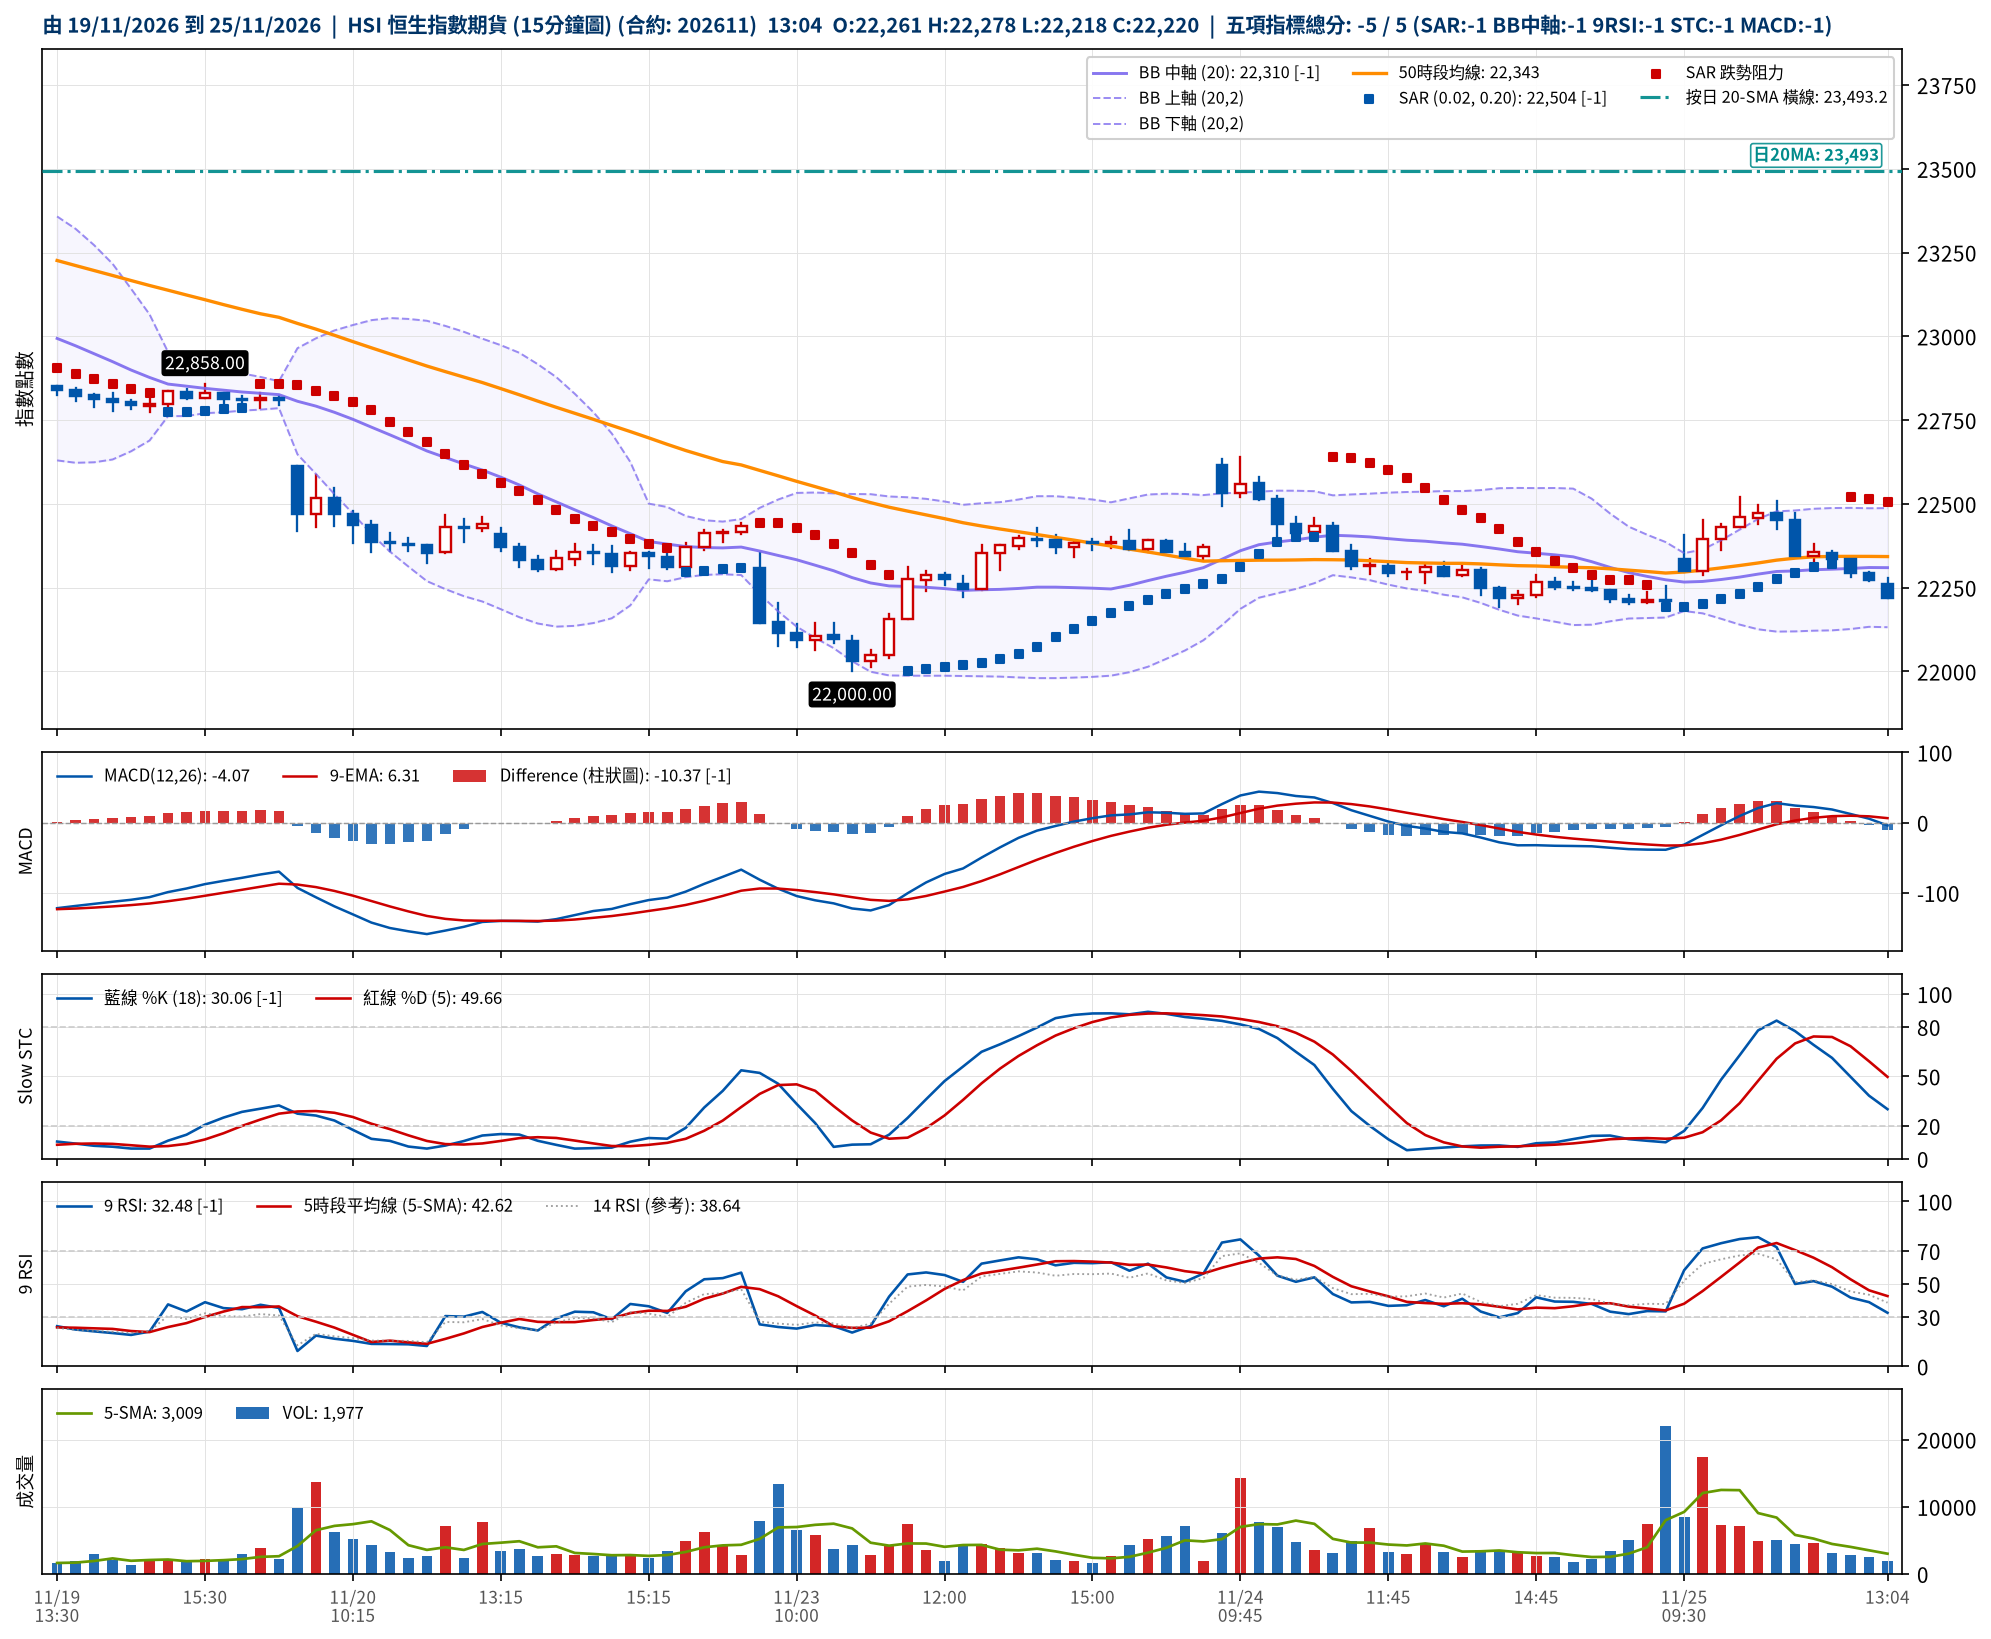 由 19/11/2026 到 25/11/2026 | HSI 恒生指數期貨 (15分鐘圖) (合約: 202611) 13:04 O:22,261 H:22,278 L:22,218 C:22,220 | 五項指標總分: -5 / 5 (SAR:-1 BB中軸:-1 9RSI:-1 STC:-1 MACD:-1)
BB 中軸 (20): 22,310 [-1]
BB 上軸 (20,2)
BB 下軸 (20,2)
50時段均線: 22,343
SAR (0.02, 0.20): 22,504 [-1]
SAR 跌勢阻力
按日 20-SMA 橫線: 23,493.2
日20MA: 23,493
22,858.00
22,000.00
指數點數
23750
23500
23250
23000
22750
22500
22250
22000
MACD(12,26): -4.07
9-EMA: 6.31
Difference (柱狀圖): -10.37 [-1]
MACD
100
0
-100
藍線 %K (18): 30.06 [-1]
紅線 %D (5): 49.66
Slow STC
100
80
50
20
0
9 RSI: 32.48 [-1]
5時段平均線 (5-SMA): 42.62
14 RSI (參考): 38.64
9 RSI
100
70
50
30
0
5-SMA: 3,009
VOL: 1,977
成交量
20000
10000
0
11/19
13:30
15:30
11/20
10:15
13:15
15:15
11/23
10:00
12:00
15:00
11/24
09:45
11:45
14:45
11/25
09:30
13:04